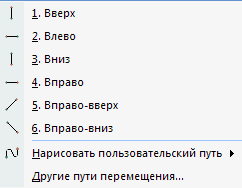 1. Вверх
2. Влево
3. Вниз
4. Вправо
5. Вправо-вверх
6. Вправо-вниз
Нарисовать пользовательский путь
Другие пути перемещения...